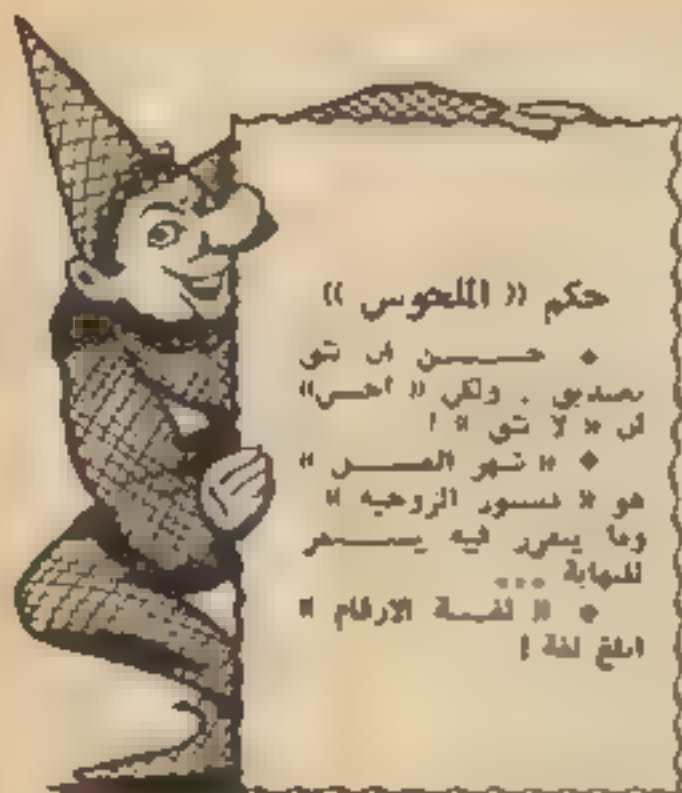 حكم (( الملحوس ))
◆ حسن ان تثق
بصديق . ولكن (( احسن))
ان « لا تثق » !
◆ « شهر العسل »
هو « دستور الزوجية »
وما يتقرر فيه يستمر
للنهاية ...
◆ « لغة الارقام »
ابلغ لغة !